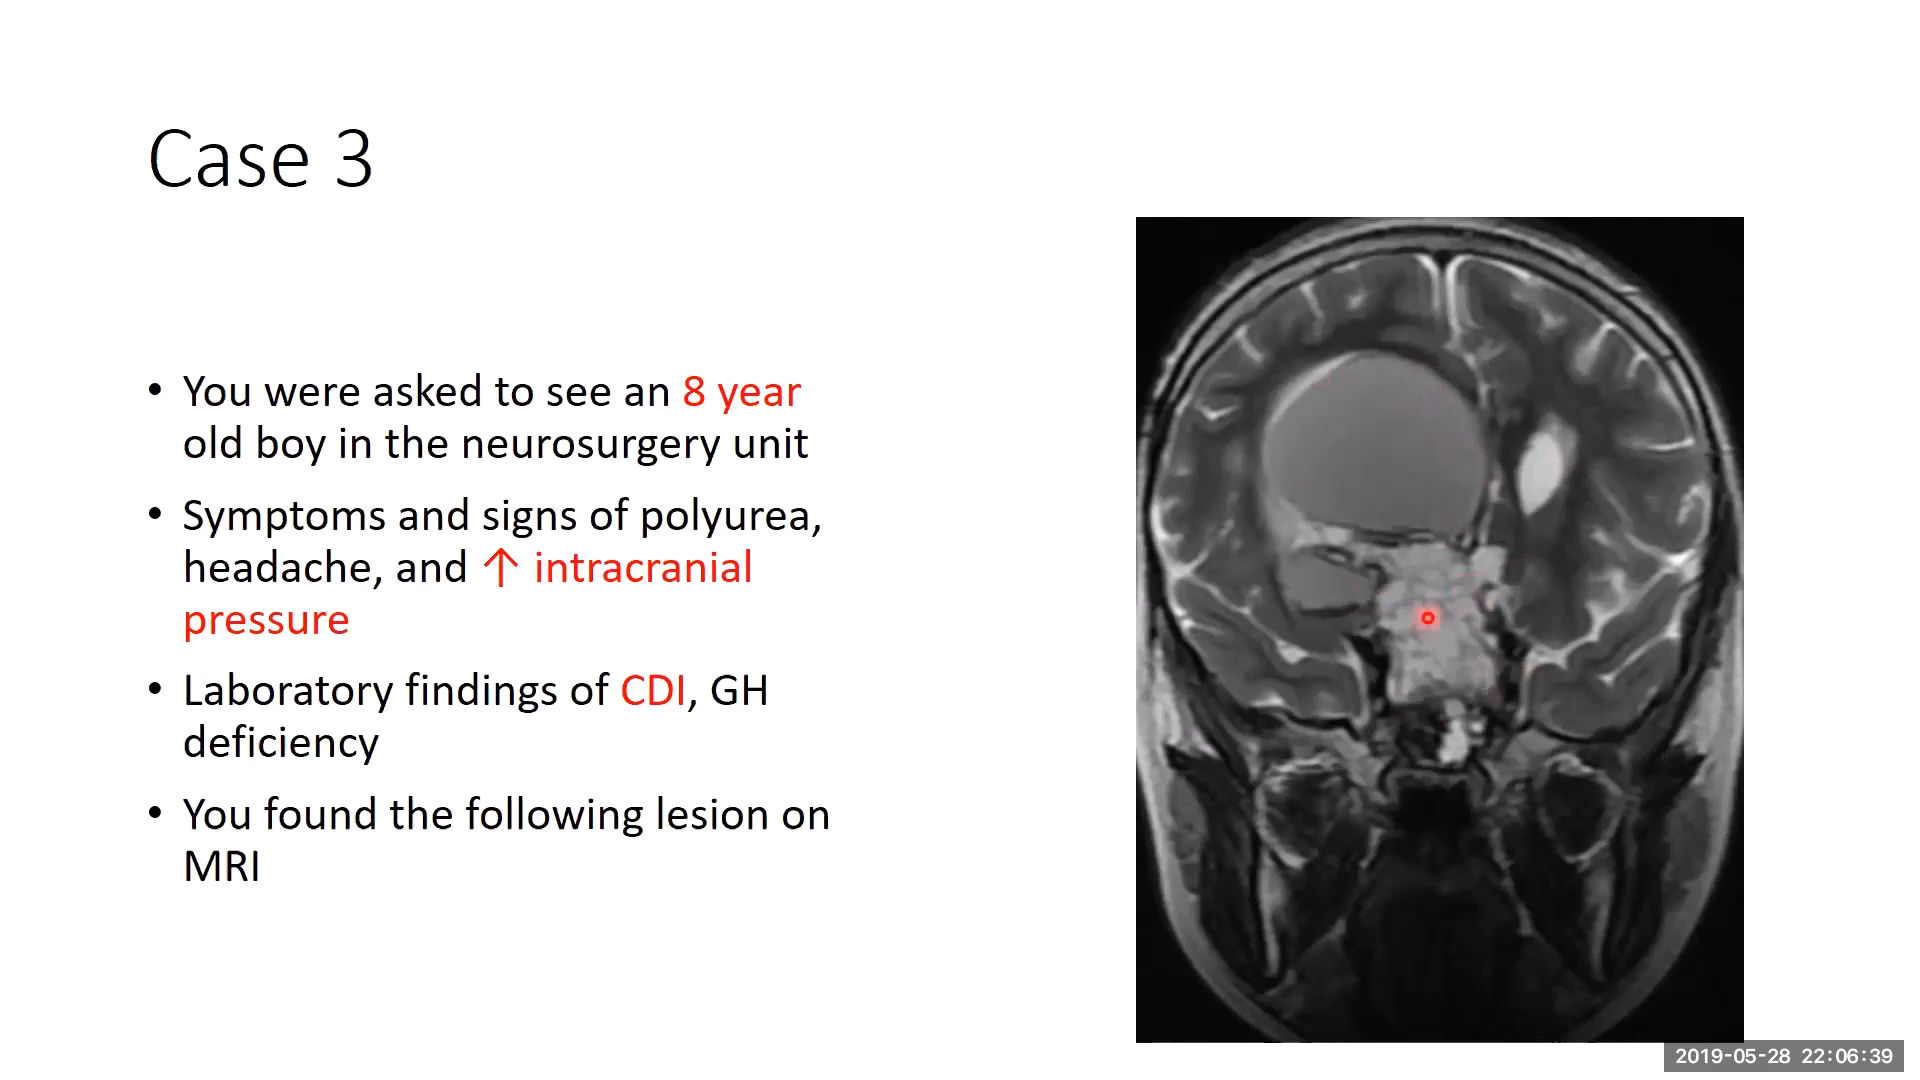 Case 3
• You were asked to see an 8 year
old boy in the neurosurgery unit
• Symptoms and signs of polyurea,
headache, and ↑ intracranial
pressure
• Laboratory findings of CDI, GH
deficiency
• You found the following lesion on
MRI
2019-05-28 22:06:39